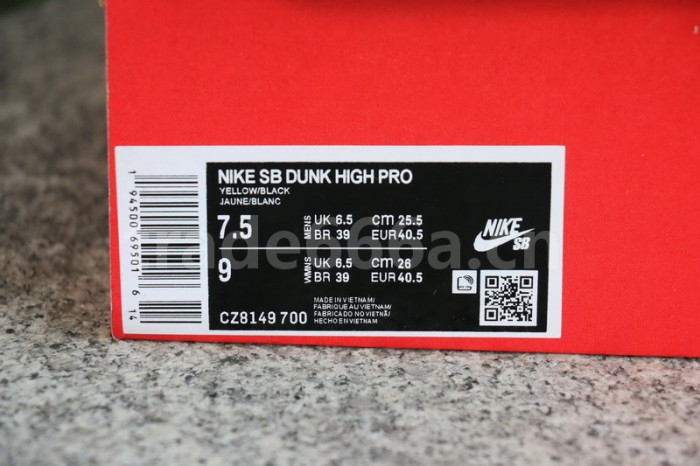 NIKE SB DUNK HIGH PRO
YELLOW/BLACK
JAUNE/BLANC
7.5 MENS UK 6.5 CM 25.5
BR 39 EUR 40.5
9 WMNS UK 6.5 CM 26
BR 39 EUR 40.5
MADE IN VIETNAM/
FABRIQUE AU VIETNAM/
FABRICADO NO VIETNÃ/
HECHO EN VIETNAM
CZ8149 700
NIKE
SB
1 94500 69501 6 14